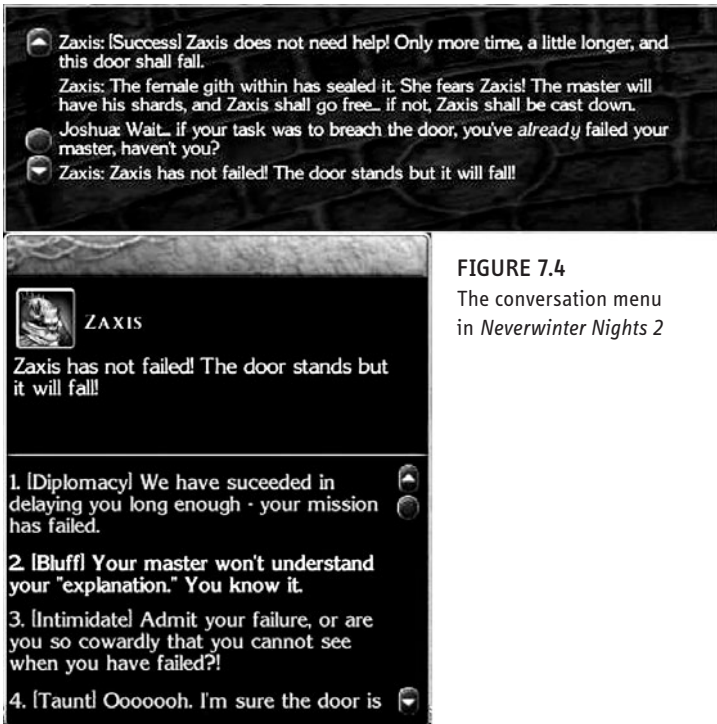 Zaxis: [Success] Zaxis does not need help! Only more time, a little longer, and
this door shall fall.
Zaxis: The female gith within has sealed it. She fears Zaxis! The master will
have his shards, and Zaxis shall go free... if not, Zaxis shall be cast down.
Joshua: Wait... if your task was to breach the door, you've already failed your
master, haven't you?
Zaxis: Zaxis has not failed! The door stands but it will fall!
FIGURE 7.4
The conversation menu
in Neverwinter Nights 2
ZAXIS
Zaxis has not failed! The door stands but
it will fall!
1. [Diplomacy] We have suceeded in
delaying you long enough - your mission
has failed.
2. [Bluff] Your master won't understand
your "explanation." You know it.
3. [Intimidate] Admit your failure, or are
you so cowardly that you cannot see
when you have failed?!
4. [Taunt] Ooooooh. I'm sure the door is